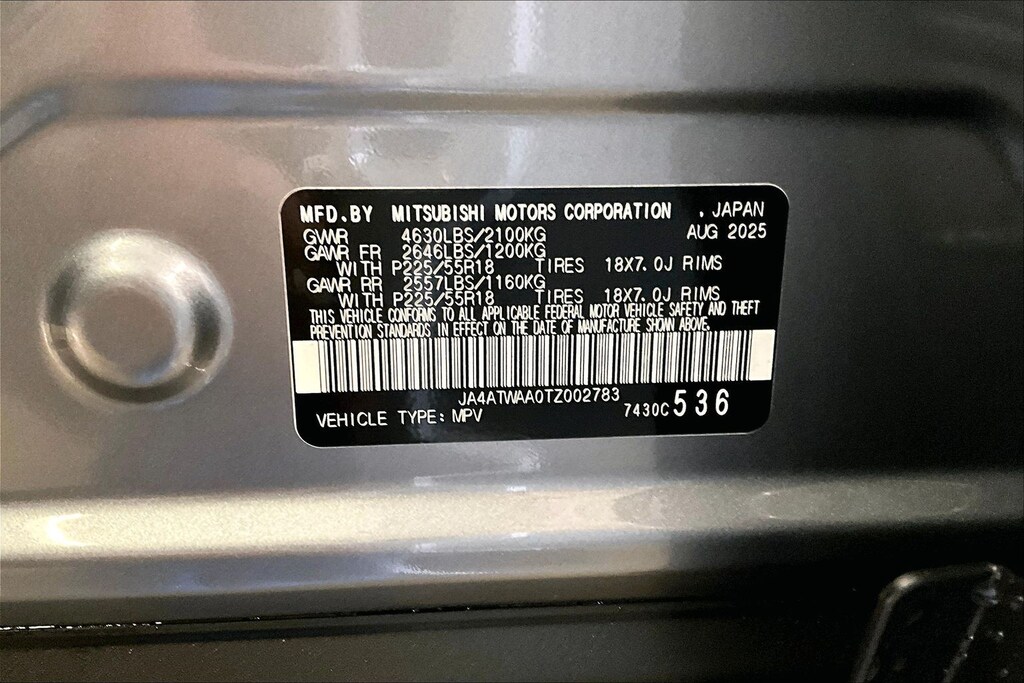 MFD.BY MITSUBISHI MOTORS CORPORATION . JAPAN
GVWR 4630LBS/2100KG AUG 2025
GAWR FR 2646LBS/1200KG
WITH P225/55R18 TIRES 18X7.0J RIMS
GAWR RR 2557LBS/1160KG
WITH P225/55R18 TIRES 18X7.0J RIMS
THIS VEHICLE CONFORMS TO ALL APPLICABLE FEDERAL MOTOR VEHICLE SAFETY AND THEFT
PREVENTION STANDARDS IN EFFECT ON THE DATE OF MANUFACTURE SHOWN ABOVE.
JA4ATWAA0TZ002783
VEHICLE TYPE: MPV 7430C 536